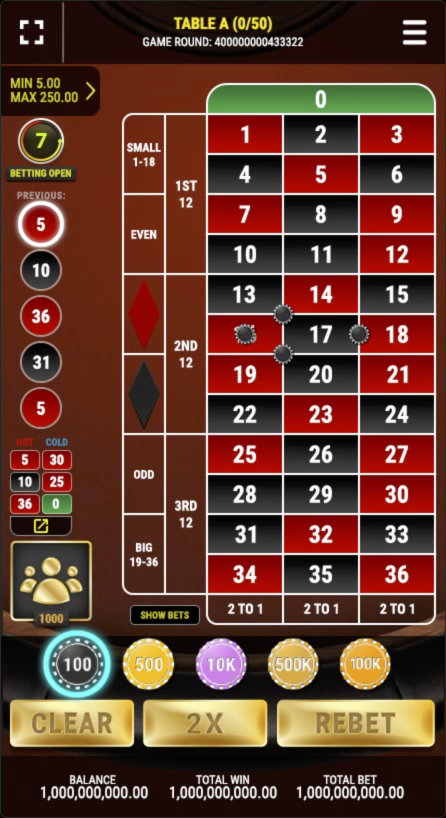 TABLE A (0/50)
GAME ROUND: 400000000433322
MIN 5.00
MAX 250.00
7
BETTING OPEN
PREVIOUS:
5
10
36
31
5
HOT COLD
5 30
10 25
36 0
1000
0
SMALL
1-18
EVEN
ODD
BIG
19-36
1ST
12
2ND
12
3RD
12
1 2 3
4 5 6
7 8 9
10 11 12
13 14 15
17 18
19 20 21
22 23 24
25 26 27
28 29 30
31 32 33
34 35 36
SHOW BETS
2 TO 1 2 TO 1 2 TO 1
100 500 10K 500K 100K
CLEAR 2X REBET
BALANCE TOTAL WIN TOTAL BET
1,000,000,000.00 1,000,000,000.00 1,000,000,000.00